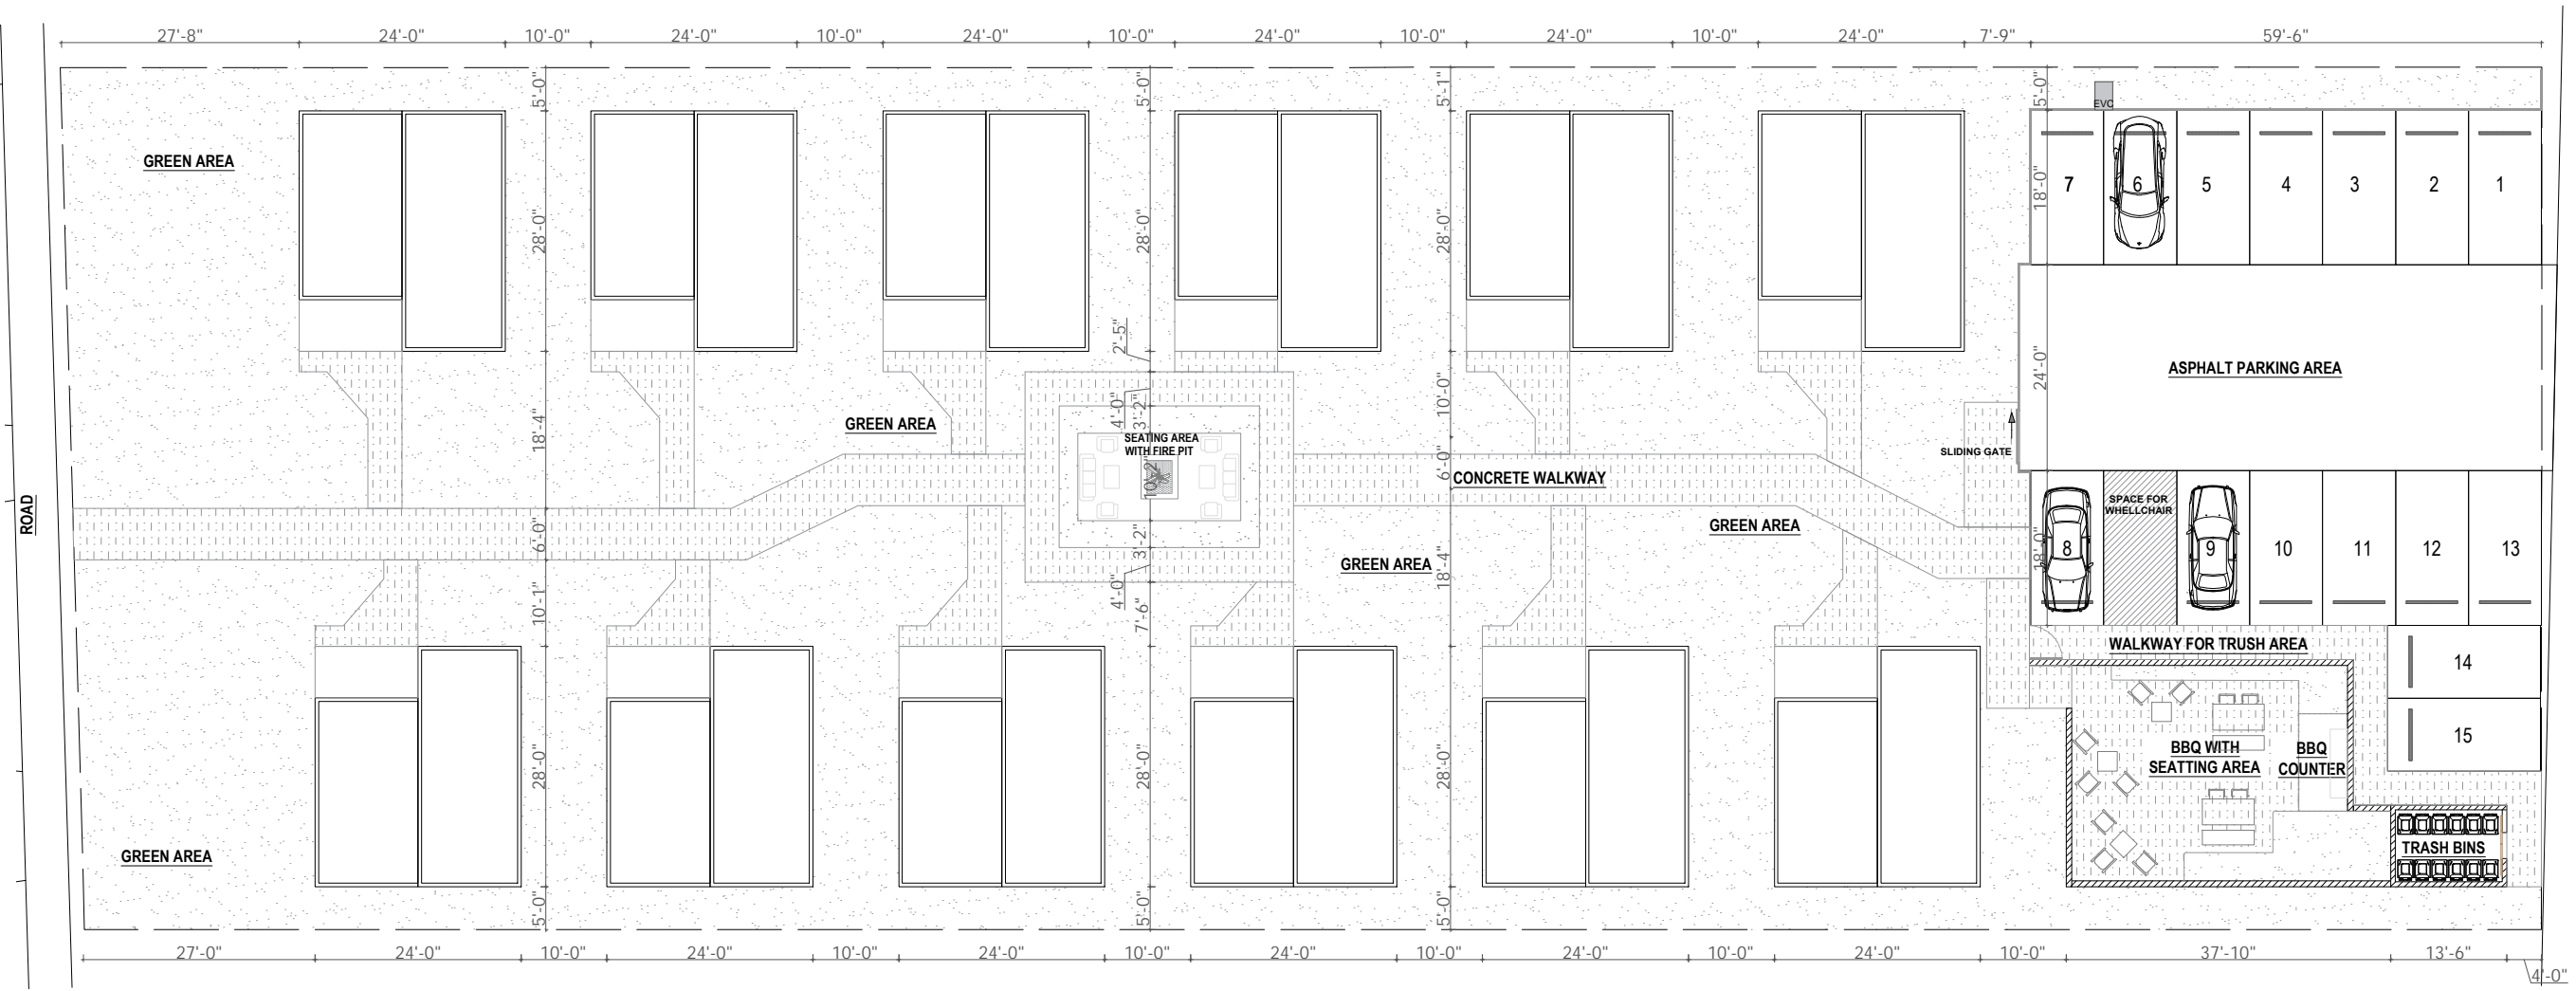 27'-8" 24'-0" 10'-0" 24'-0" 10'-0" 24'-0" 10'-0" 24'-0" 10'-0" 24'-0" 10'-0" 24'-0" 7'-9" 59'-6"
5'-0" 5'-0" 5'-1" 5'-0"
EVC
GREEN AREA
7 6 5 4 3 2 1
28'-0" 28'-0" 28'-0" 18'-0"
2'-5"
24'-0"
ASPHALT PARKING AREA
18'-4" 4'-0" 3'-2" 10'-0"
GREEN AREA
SEATING AREA
WITH FIRE PIT
10'-2"
SLIDING GATE
6'-0"
CONCRETE WALKWAY
ROAD
SPACE FOR
WHELLCHAIR
GREEN AREA
6'-0" 3'-2" 18'-0"
8 9 10 11 12 13
GREEN AREA
18'-4"
10'-1" 4'-0" 7'-6"
WALKWAY FOR TRUSH AREA
14
15
28'-0" 28'-0" 28'-0"
BBQ WITH
SEATTING AREA
BBQ
COUNTER
TRASH BINS
GREEN AREA
5'-0" 5'-0" 5'-0"
27'-0" 24'-0" 10'-0" 24'-0" 10'-0" 24'-0" 10'-0" 24'-0" 10'-0" 24'-0" 10'-0" 24'-0" 10'-0" 37'-10" 13'-6"
4'-0"